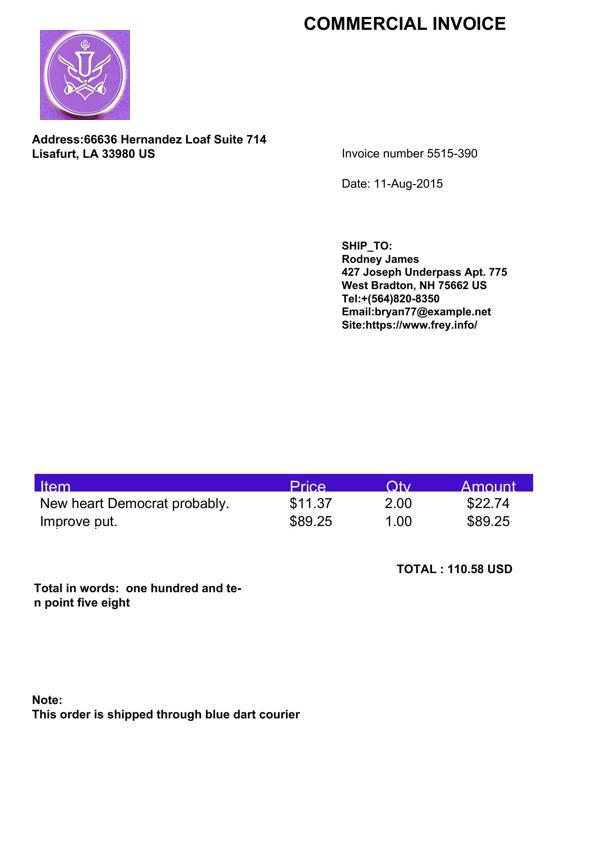 COMMERCIAL INVOICE
Address:66636 Hernandez Loaf Suite 714
Lisafurt, LA 33980 US
Invoice number 5515-390
Date: 11-Aug-2015
SHIP_TO:
Rodney James
427 Joseph Underpass Apt. 775
West Bradton, NH 75662 US
Tel:+(564)820-8350
Email:bryan77@example.net
Site:https://www.frey.info/
Item Price Qty Amount
New heart Democrat probably. $11.37 2.00 $22.74
Improve put. $89.25 1.00 $89.25
TOTAL : 110.58 USD
Total in words:  one hundred and te-
n point five eight
Note:
This order is shipped through blue dart courier